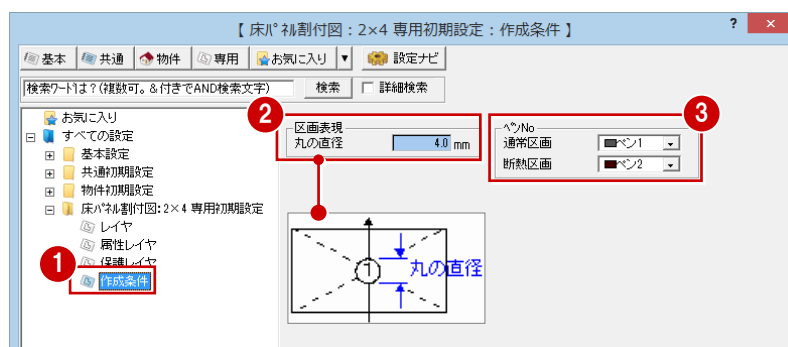 【 床ﾊﾟﾈﾙ割付図：2×4 専用初期設定：作成条件 】 ? ×
基本 共通 物件 専用 お気に入り ▼ 設定ナビ
検索ワードは？(複数可。＆付きでAND検索文字) 検索 詳細検索
お気に入り
すべての設定
基本設定
共通初期設定
物件初期設定
床ﾊﾟﾈﾙ割付図:2×4 専用初期設定
レイヤ
属性レイヤ
保護レイヤ
1 作成条件
2
区画表現
丸の直径 4.0 mm
3
ペンNo
通常区画 ペン1
断熱区画 ペン2
1 丸の直径